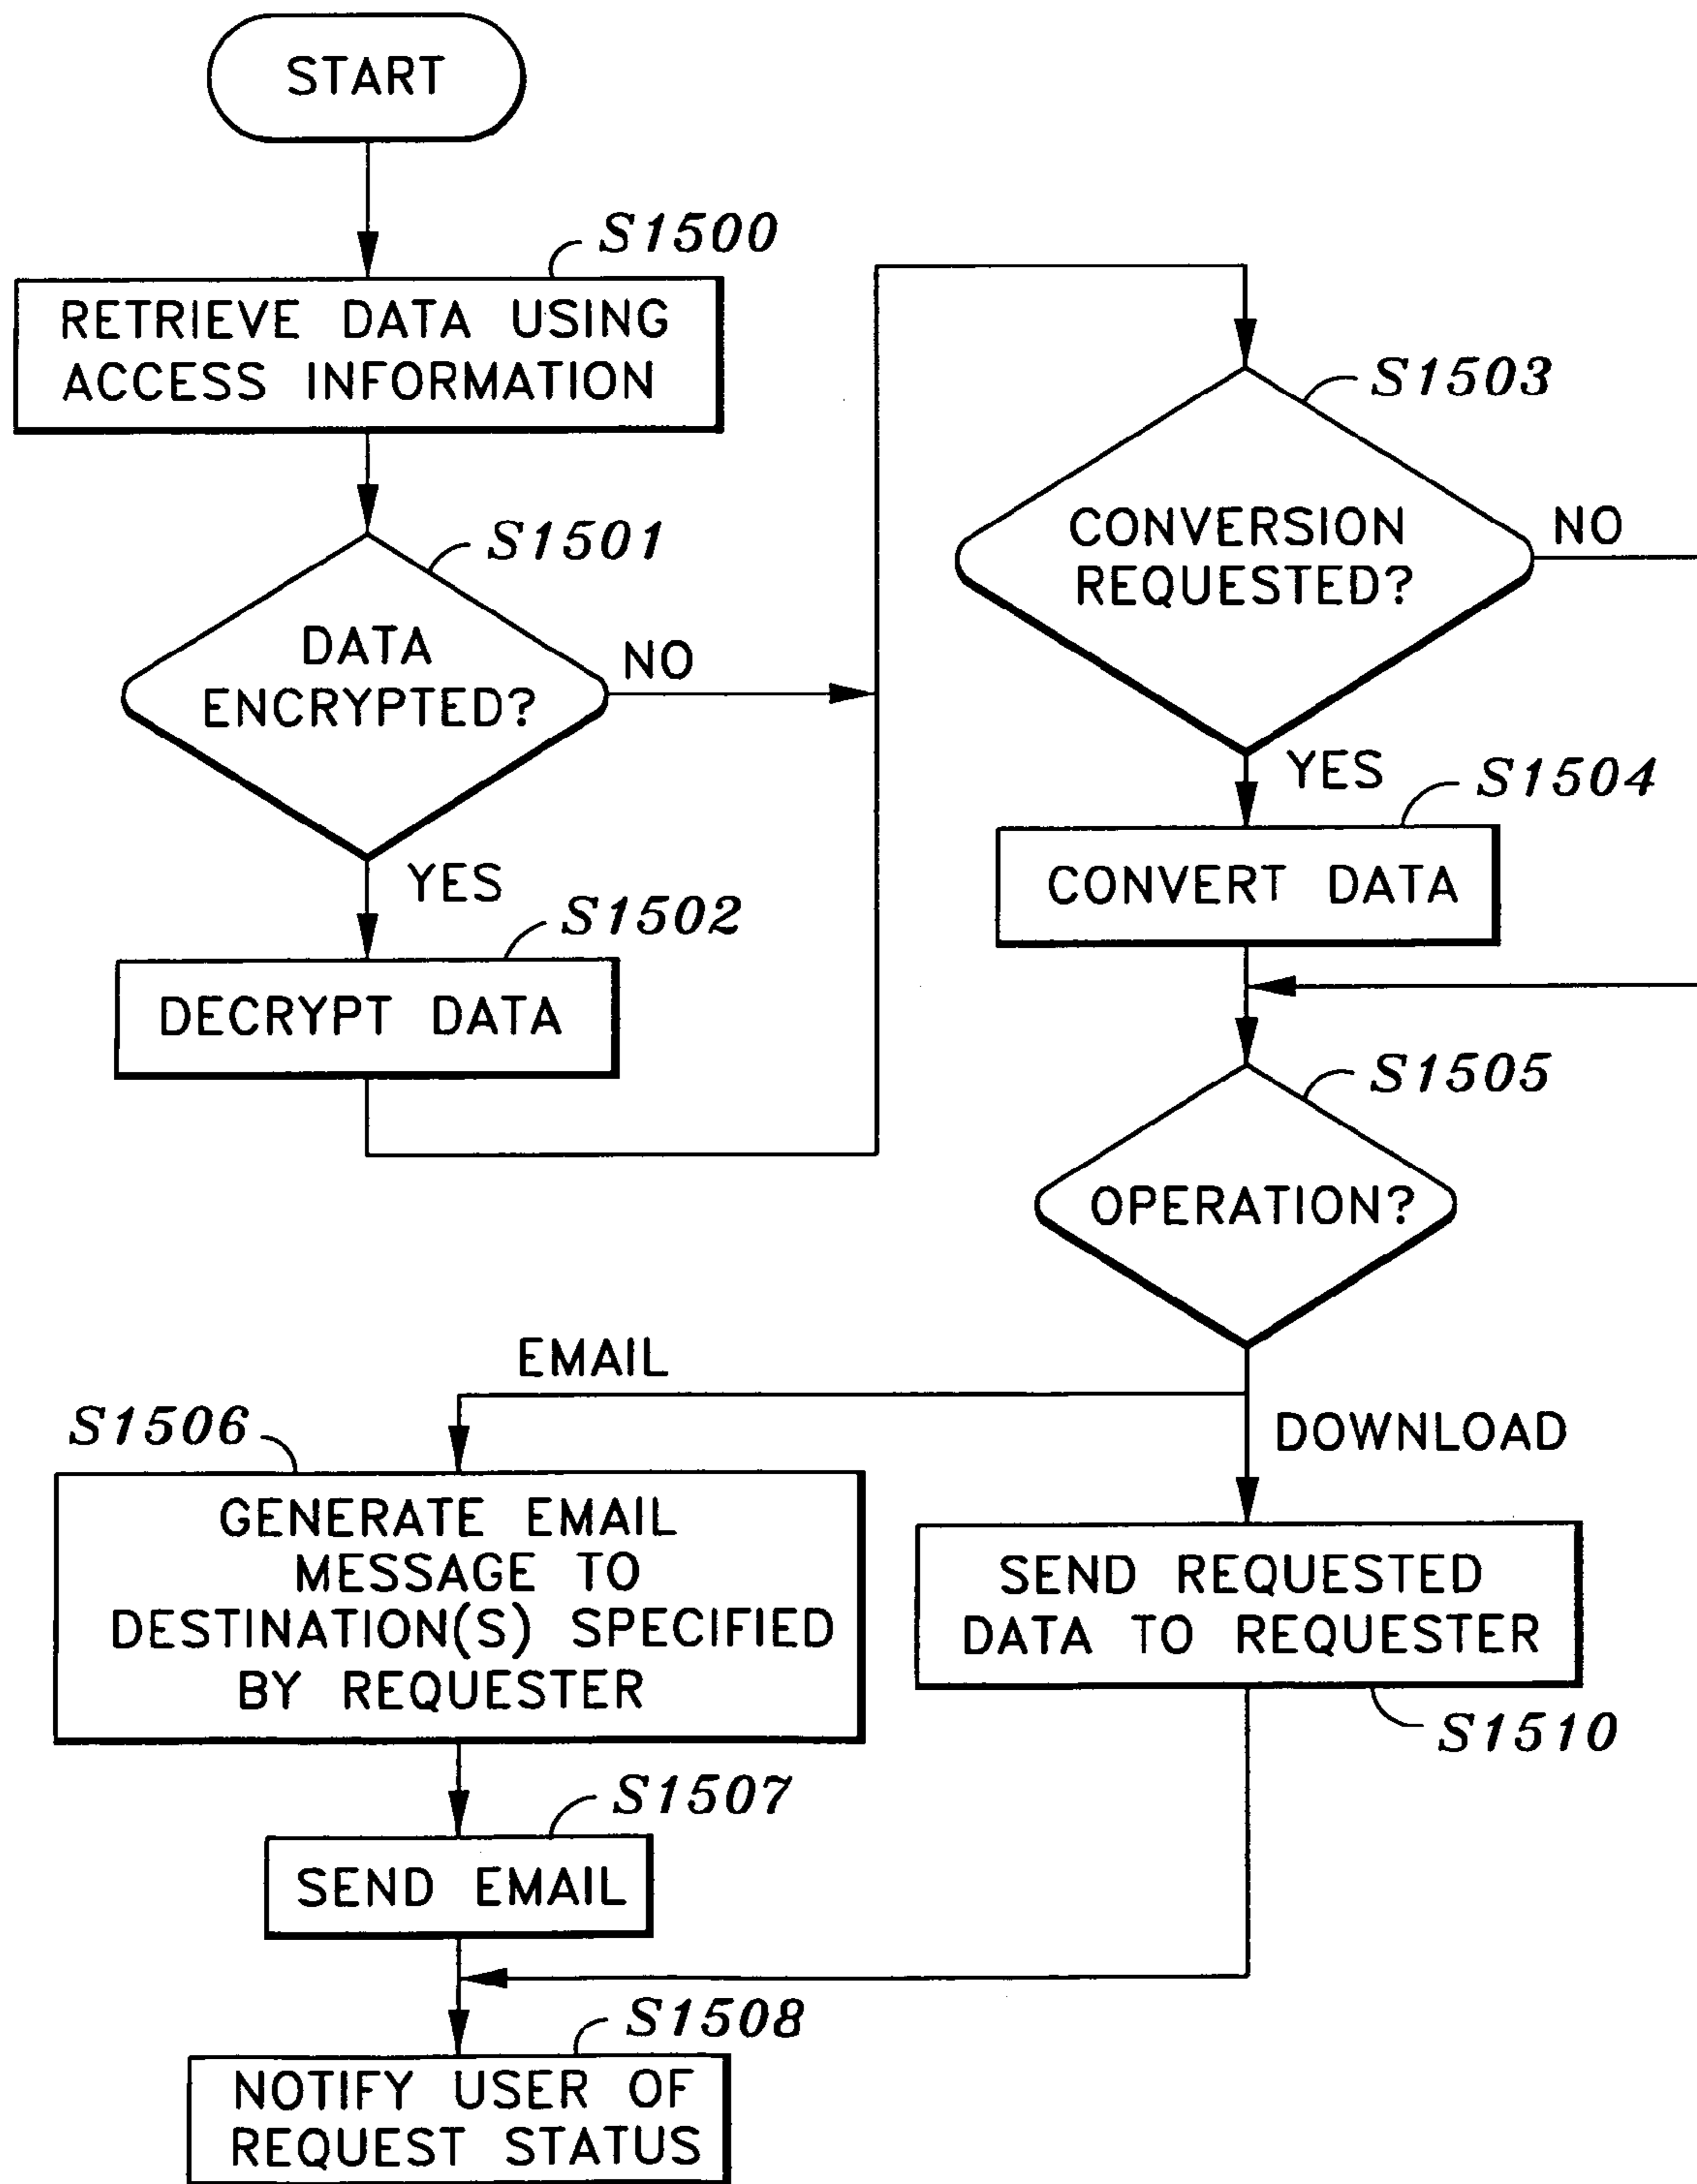 START
S1500
RETRIEVE DATA USING
ACCESS INFORMATION
S1501
DATA
ENCRYPTED?
NO
YES
S1502
DECRYPT DATA
S1503
CONVERSION
REQUESTED?
NO
YES
S1504
CONVERT DATA
S1505
OPERATION?
EMAIL
DOWNLOAD
S1506
GENERATE EMAIL
MESSAGE TO
DESTINATION(S) SPECIFIED
BY REQUESTER
SEND REQUESTED
DATA TO REQUESTER
S1510
S1507
SEND EMAIL
S1508
NOTIFY USER OF
REQUEST STATUS